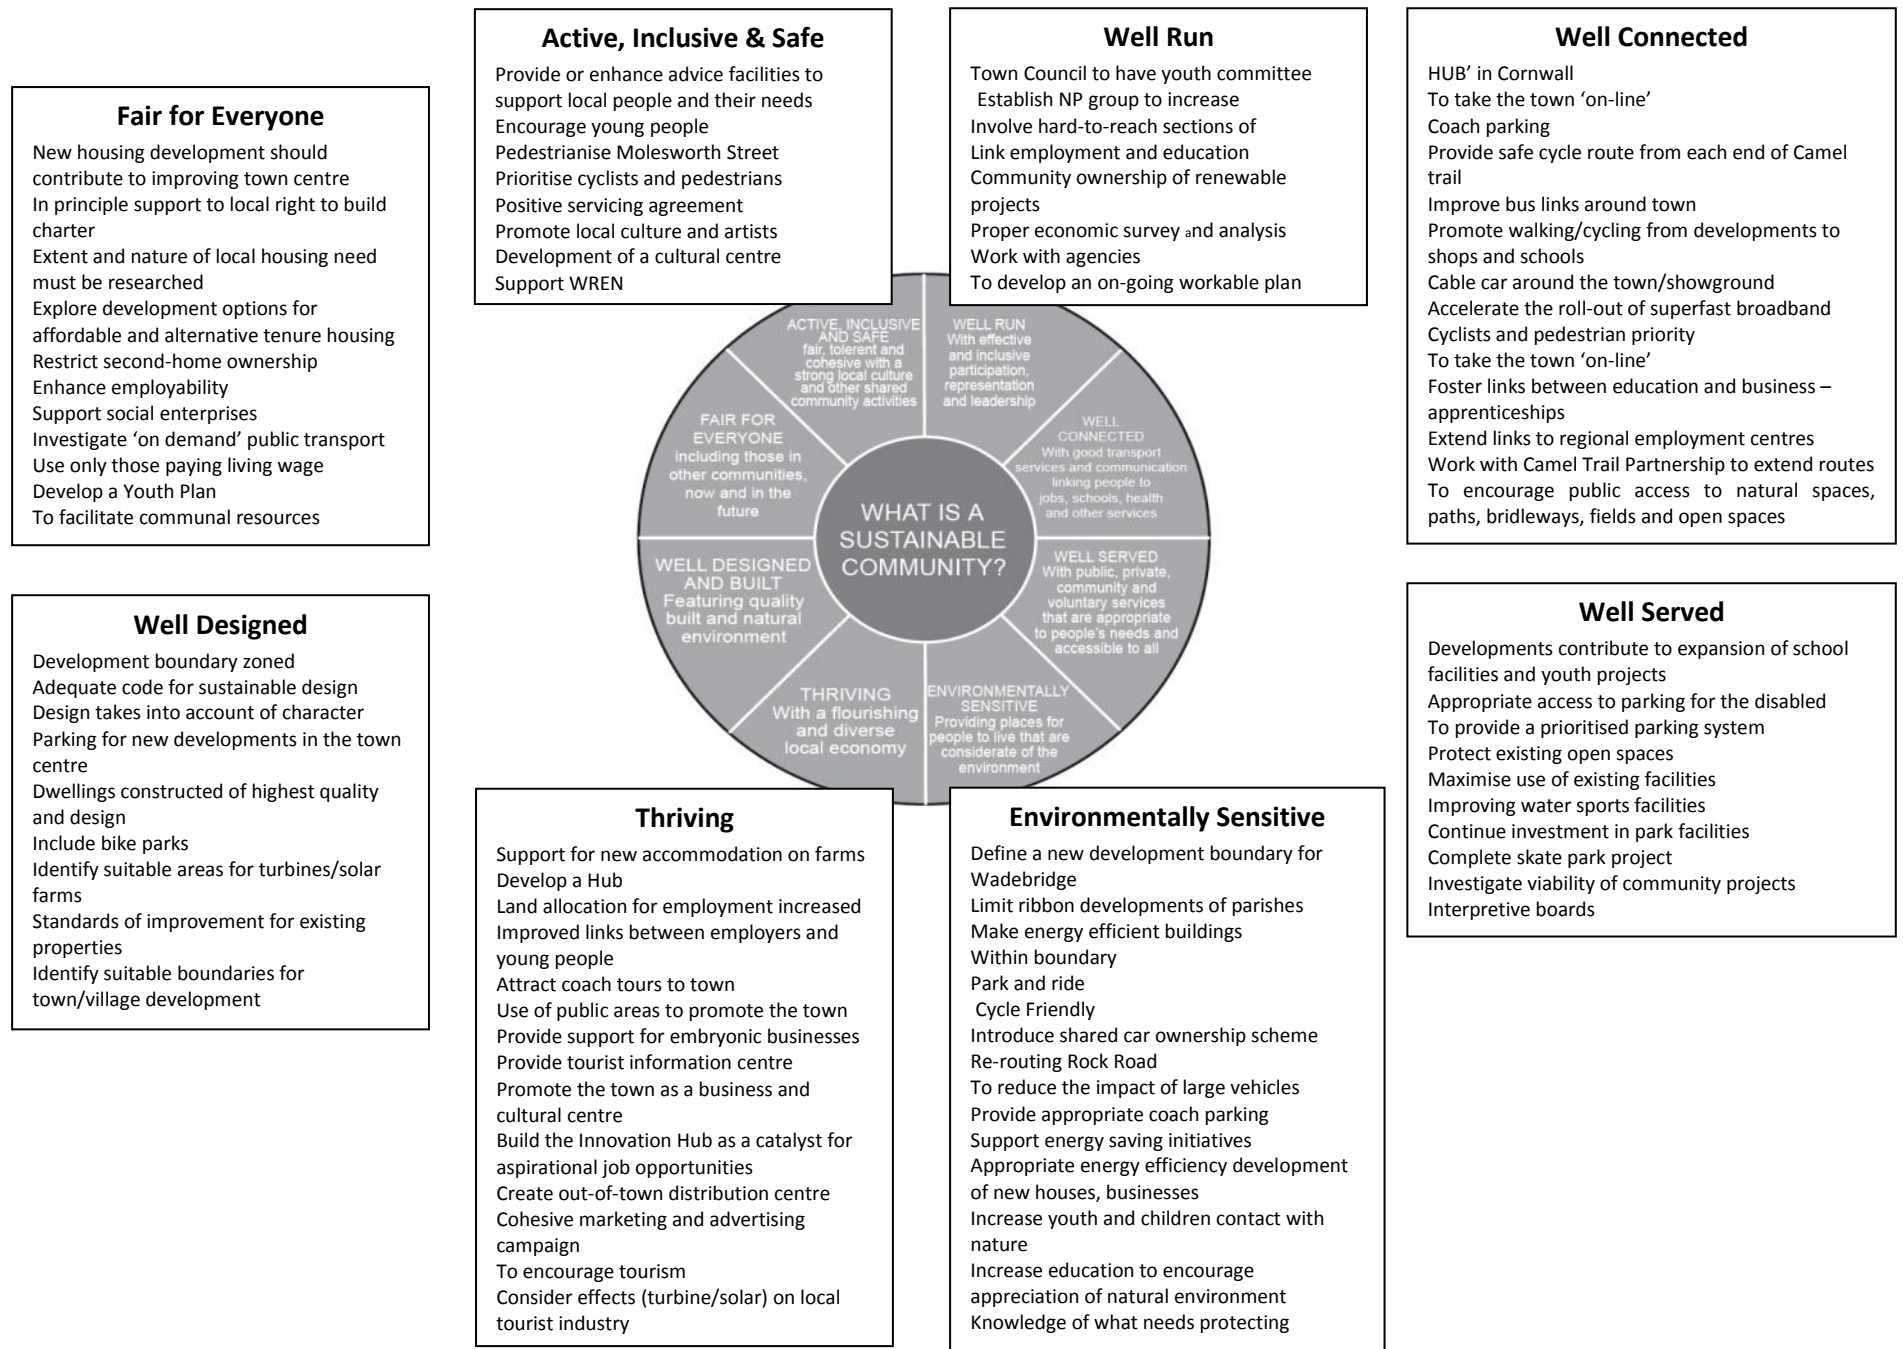 Active, Inclusive & Safe
Provide or enhance advice facilities to
support local people and their needs
Encourage young people
Pedestrianise Molesworth Street
Prioritise cyclists and pedestrians
Positive servicing agreement
Promote local culture and artists
Development of a cultural centre
Support WREN
Well Run
Town Council to have youth committee
Establish NP group to increase
Involve hard-to-reach sections of
Link employment and education
Community ownership of renewable
projects
Proper economic survey and analysis
Work with agencies
To develop an on-going workable plan
Well Connected
HUB’ in Cornwall
To take the town ‘on-line’
Coach parking
Provide safe cycle route from each end of Camel
trail
Improve bus links around town
Promote walking/cycling from developments to
shops and schools
Cable car around the town/showground
Accelerate the roll-out of superfast broadband
Cyclists and pedestrian priority
To take the town ‘on-line’
Foster links between education and business –
apprenticeships
Extend links to regional employment centres
Work with Camel Trail Partnership to extend routes
To encourage public access to natural spaces,
paths, bridleways, fields and open spaces
Fair for Everyone
New housing development should
contribute to improving town centre
In principle support to local right to build
charter
Extent and nature of local housing need
must be researched
Explore development options for
affordable and alternative tenure housing
Restrict second-home ownership
Enhance employability
Support social enterprises
Investigate ‘on demand’ public transport
Use only those paying living wage
Develop a Youth Plan
To facilitate communal resources
ACTIVE, INCLUSIVE
AND SAFE
fair, tolerent and
cohesive with a
strong local culture
and other shared
community activities
WELL RUN
With effective
and inclusive
participation,
representation
and leadership
FAIR FOR
EVERYONE
including those in
other communities,
now and in the
future
WELL
CONNECTED
With good transport
services and communication
linking people to
jobs, schools, health
and other services
WHAT IS A
SUSTAINABLE
COMMUNITY?
WELL DESIGNED
AND BUILT
Featuring quality
built and natural
environment
WELL SERVED
With public, private,
community and
voluntary services
that are appropriate
to people's needs and
accessible to all
THRIVING
With a flourishing
and diverse
local economy
ENVIRONMENTALLY
SENSITIVE
Providing places for
people to live that are
considerate of the
environment
Well Designed
Development boundary zoned
Adequate code for sustainable design
Design takes into account of character
Parking for new developments in the town
centre
Dwellings constructed of highest quality
and design
Include bike parks
Identify suitable areas for turbines/solar
farms
Standards of improvement for existing
properties
Identify suitable boundaries for
town/village development
Well Served
Developments contribute to expansion of school
facilities and youth projects
Appropriate access to parking for the disabled
To provide a prioritised parking system
Protect existing open spaces
Maximise use of existing facilities
Improving water sports facilities
Continue investment in park facilities
Complete skate park project
Investigate viability of community projects
Interpretive boards
Thriving
Support for new accommodation on farms
Develop a Hub
Land allocation for employment increased
Improved links between employers and
young people
Attract coach tours to town
Use of public areas to promote the town
Provide support for embryonic businesses
Provide tourist information centre
Promote the town as a business and
cultural centre
Build the Innovation Hub as a catalyst for
aspirational job opportunities
Create out-of-town distribution centre
Cohesive marketing and advertising
campaign
To encourage tourism
Consider effects (turbine/solar) on local
tourist industry
Environmentally Sensitive
Define a new development boundary for
Wadebridge
Limit ribbon developments of parishes
Make energy efficient buildings
Within boundary
Park and ride
Cycle Friendly
Introduce shared car ownership scheme
Re-routing Rock Road
To reduce the impact of large vehicles
Provide appropriate coach parking
Support energy saving initiatives
Appropriate energy efficiency development
of new houses, businesses
Increase youth and children contact with
nature
Increase education to encourage
appreciation of natural environment
Knowledge of what needs protecting